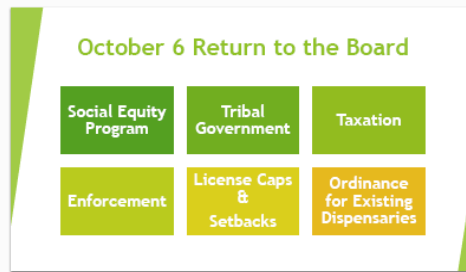 October 6 Return to the Board
Social Equity
Program
Tribal
Government
Taxation
Enforcement
License Caps
&
Setbacks
Ordinance
for Existing
Dispensaries